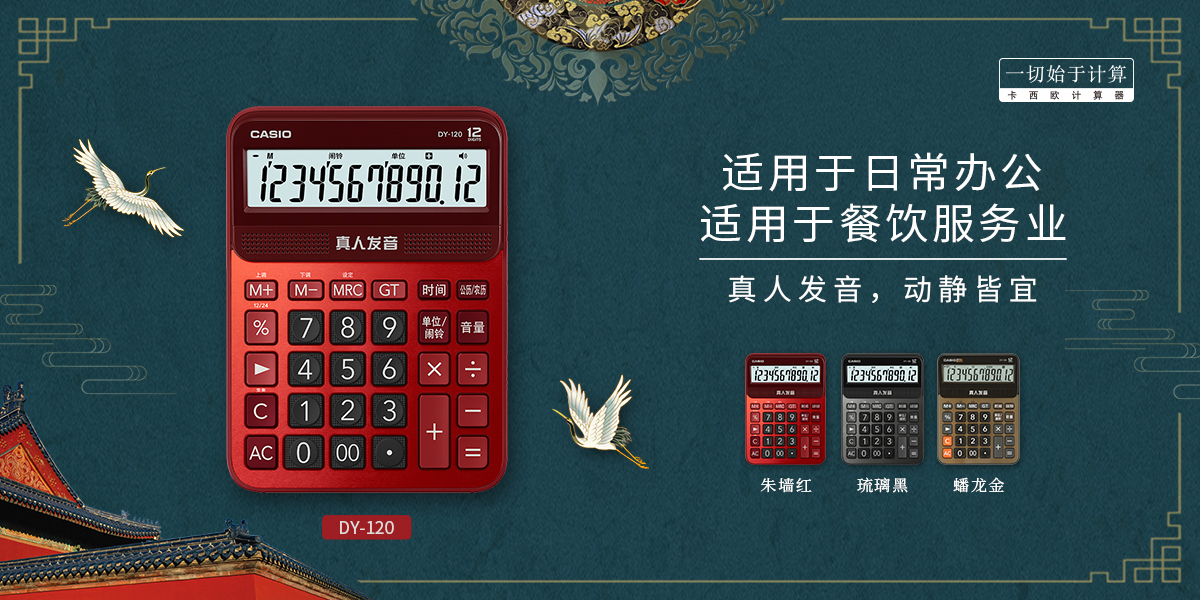 一切始于计算
卡西欧计算器
适用于日常办公
适用于餐饮服务业
真人发音，动静皆宜
CASIO
DY-120 12
DIGITS
- M 闹铃 单位
1234567890.12
真人发音
上调 下调 设定
M+ M- MRC GT 时间 公历/农历
12/24
% 7 8 9 单位/闹铃 音量
▶ 4 5 6 × ÷
C 1 2 3 + −
AC 0 00 • =
DY-120
朱墙红 琉璃黑 蟠龙金